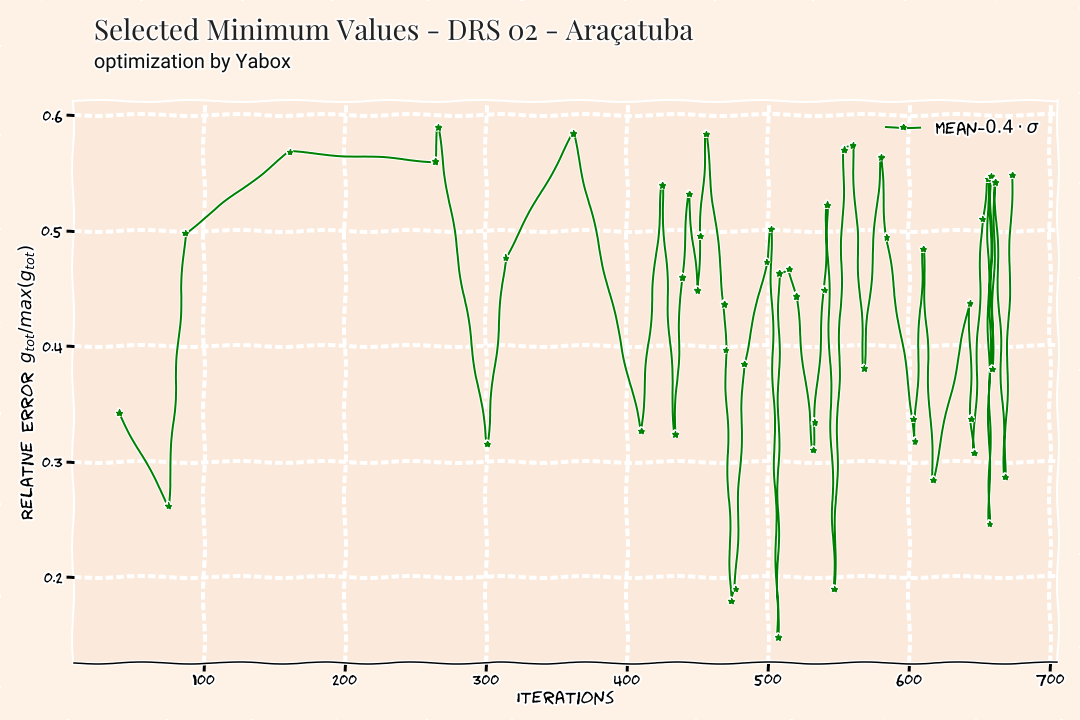 Selected Minimum Values - DRS 02 - Araçatuba
optimization by Yabox
MEAN-0.4 · σ
RELATIVE ERROR g_tot/max(g_tot)
0.6
0.5
0.4
0.3
0.2
100 200 300 400 500 600 700
ITERATIONS